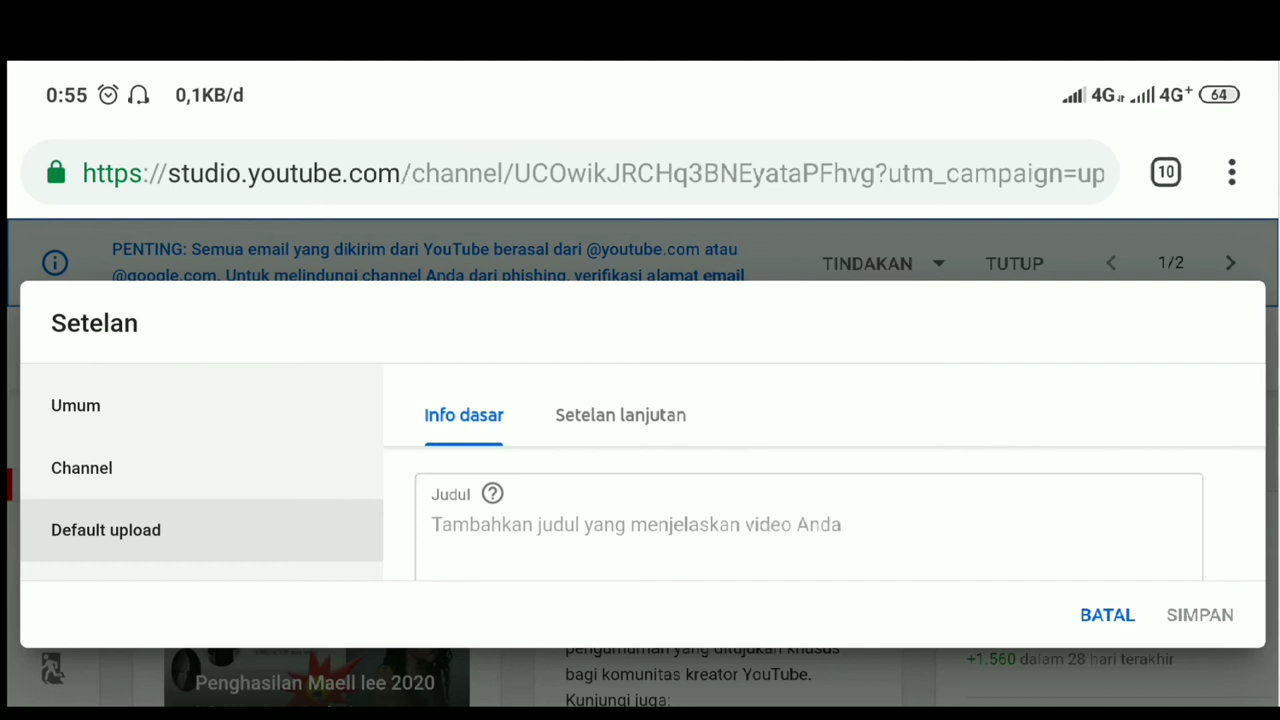 0:55 0,1KB/d 4G 4G+ 64
https://studio.youtube.com/channel/UCOwikJRCHq3BNEyataPFhvg?utm_campaign=up 10
PENTING: Semua email yang dikirim dari YouTube berasal dari @youtube.com atau
@google.com. Untuk melindungi channel Anda dari phishing, verifikasi alamat email
TINDAKAN TUTUP 1/2
Setelan
Umum
Channel
Default upload
Info dasar Setelan lanjutan
Judul
Tambahkan judul yang menjelaskan video Anda
BATAL SIMPAN
Penghasilan Maell lee 2020
pengumuman yang ditujukan khusus
bagi komunitas kreator YouTube.
Kunjungi juga:
+1.560 dalam 28 hari terakhir